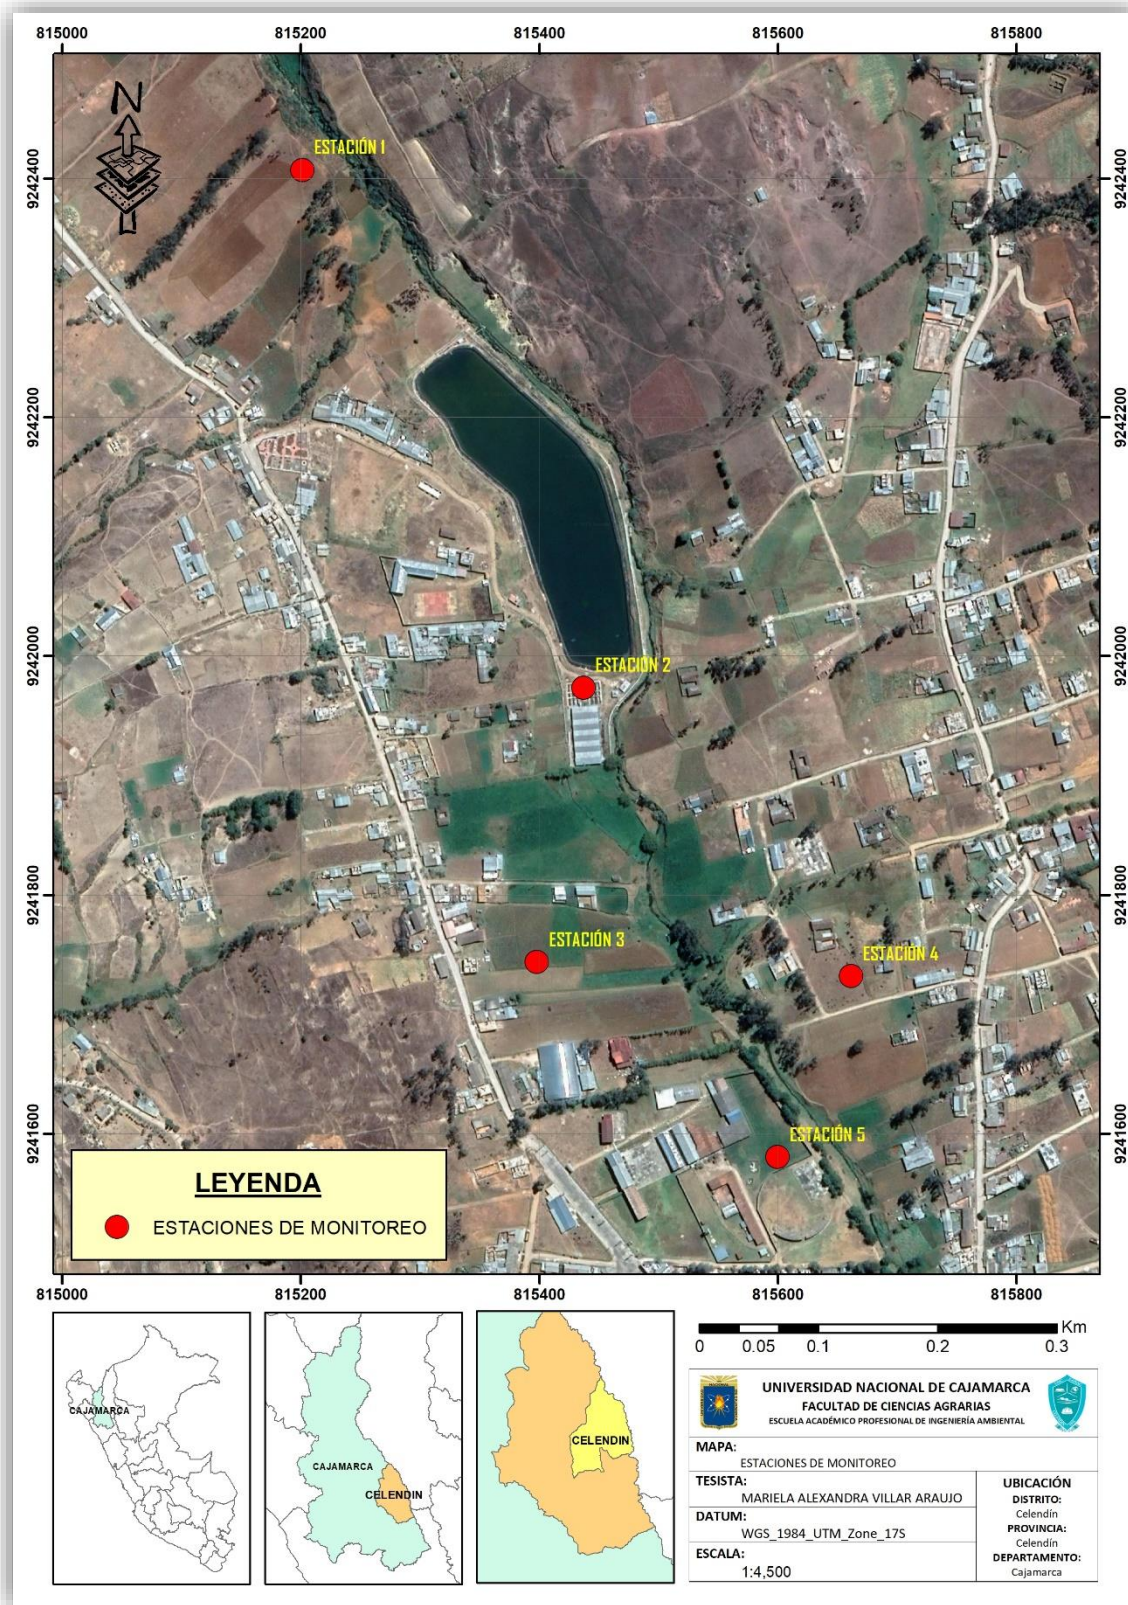 815000 815200 815400 815600 815800
N
ESTACIÓN 1
9242400 9242400
9242200 9242200
9242000 9242000
ESTACIÓN 2
9241800 9241800
ESTACIÓN 3
ESTACIÓN 4
9241600 9241600
ESTACIÓN 5
LEYENDA
ESTACIONES DE MONITOREO
815000 815200 815400 815600 815800
CAJAMARCA
CAJAMARCA
CELENDIN
CELENDIN
Km
0 0.05 0.1 0.2 0.3
UNIVERSIDAD NACIONAL DE CAJAMARCA
FACULTAD DE CIENCIAS AGRARIAS
ESCUELA ACADÉMICO PROFESIONAL DE INGENIERÍA AMBIENTAL
MAPA:
ESTACIONES DE MONITOREO
TESISTA:
MARIELA ALEXANDRA VILLAR ARAUJO
DATUM:
WGS_1984_UTM_Zone_17S
ESCALA:
1:4,500
UBICACIÓN
DISTRITO:
Celendín
PROVINCIA:
Celendín
DEPARTAMENTO:
Cajamarca